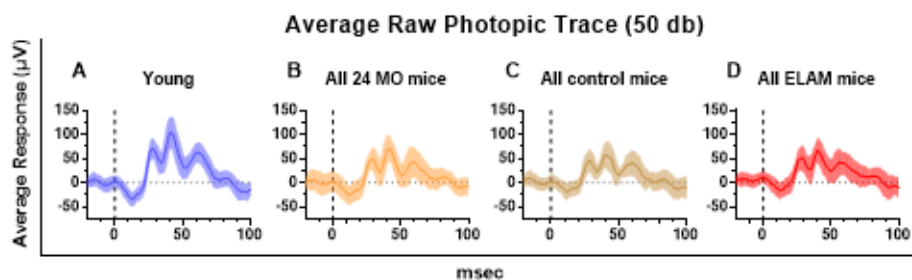 Average Raw Photopic Trace (50 db)
Average Response (µV)
A Young
B All 24 MO mice
C All control mice
D All ELAM mice
150
100
50
0
-50
0 50 100
150
100
50
0
-50
0 50 100
150
100
50
0
-50
0 50 100
150
100
50
0
-50
0 50 100
msec